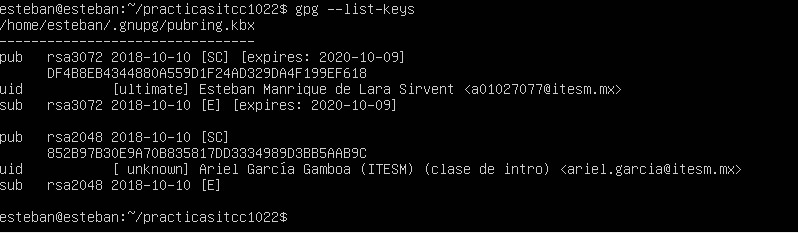 esteban@esteban:~/practicasitcc1022$ gpg --list-keys
/home/esteban/.gnupg/pubring.kbx
--------------------------------
pub   rsa3072 2018-10-10 [SC] [expires: 2020-10-09]
      DF4B8EB4344880A559D1F24AD329DA4F199EF618
uid           [ultimate] Esteban Manrique de Lara Sirvent <a01027077@itesm.mx>
sub   rsa3072 2018-10-10 [E] [expires: 2020-10-09]
pub   rsa2048 2018-10-10 [SC]
      852B97B30E9A70B835817DD3334989D3BB5AAB9C
uid           [ unknown] Ariel García Gamboa (ITESM) (clase de intro) <ariel.garcia@itesm.mx>
sub   rsa2048 2018-10-10 [E]
esteban@esteban:~/practicasitcc1022$